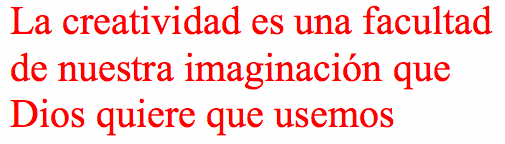 La creatividad es una facultad
de nuestra imaginación que
Dios quiere que usemos